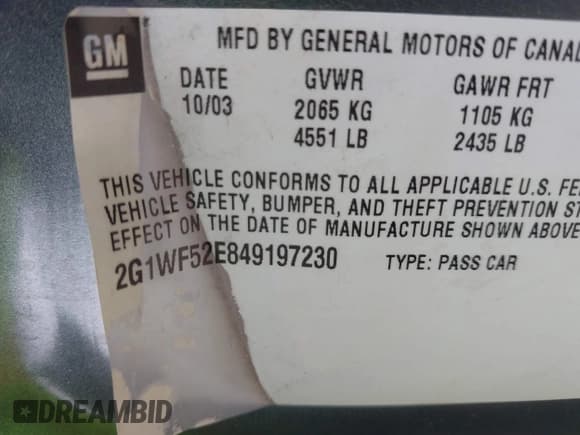 GM
MFD BY GENERAL MOTORS OF CANAD
DATE GVWR GAWR FRT
10/03 2065 KG 1105 KG
4551 LB 2435 LB
THIS VEHICLE CONFORMS TO ALL APPLICABLE U.S. FE
VEHICLE SAFETY, BUMPER, AND THEFT PREVENTION ST
EFFECT ON THE DATE OF MANUFACTURE SHOWN ABOVE
2G1WF52E849197230 TYPE: PASS CAR
DREAMBID